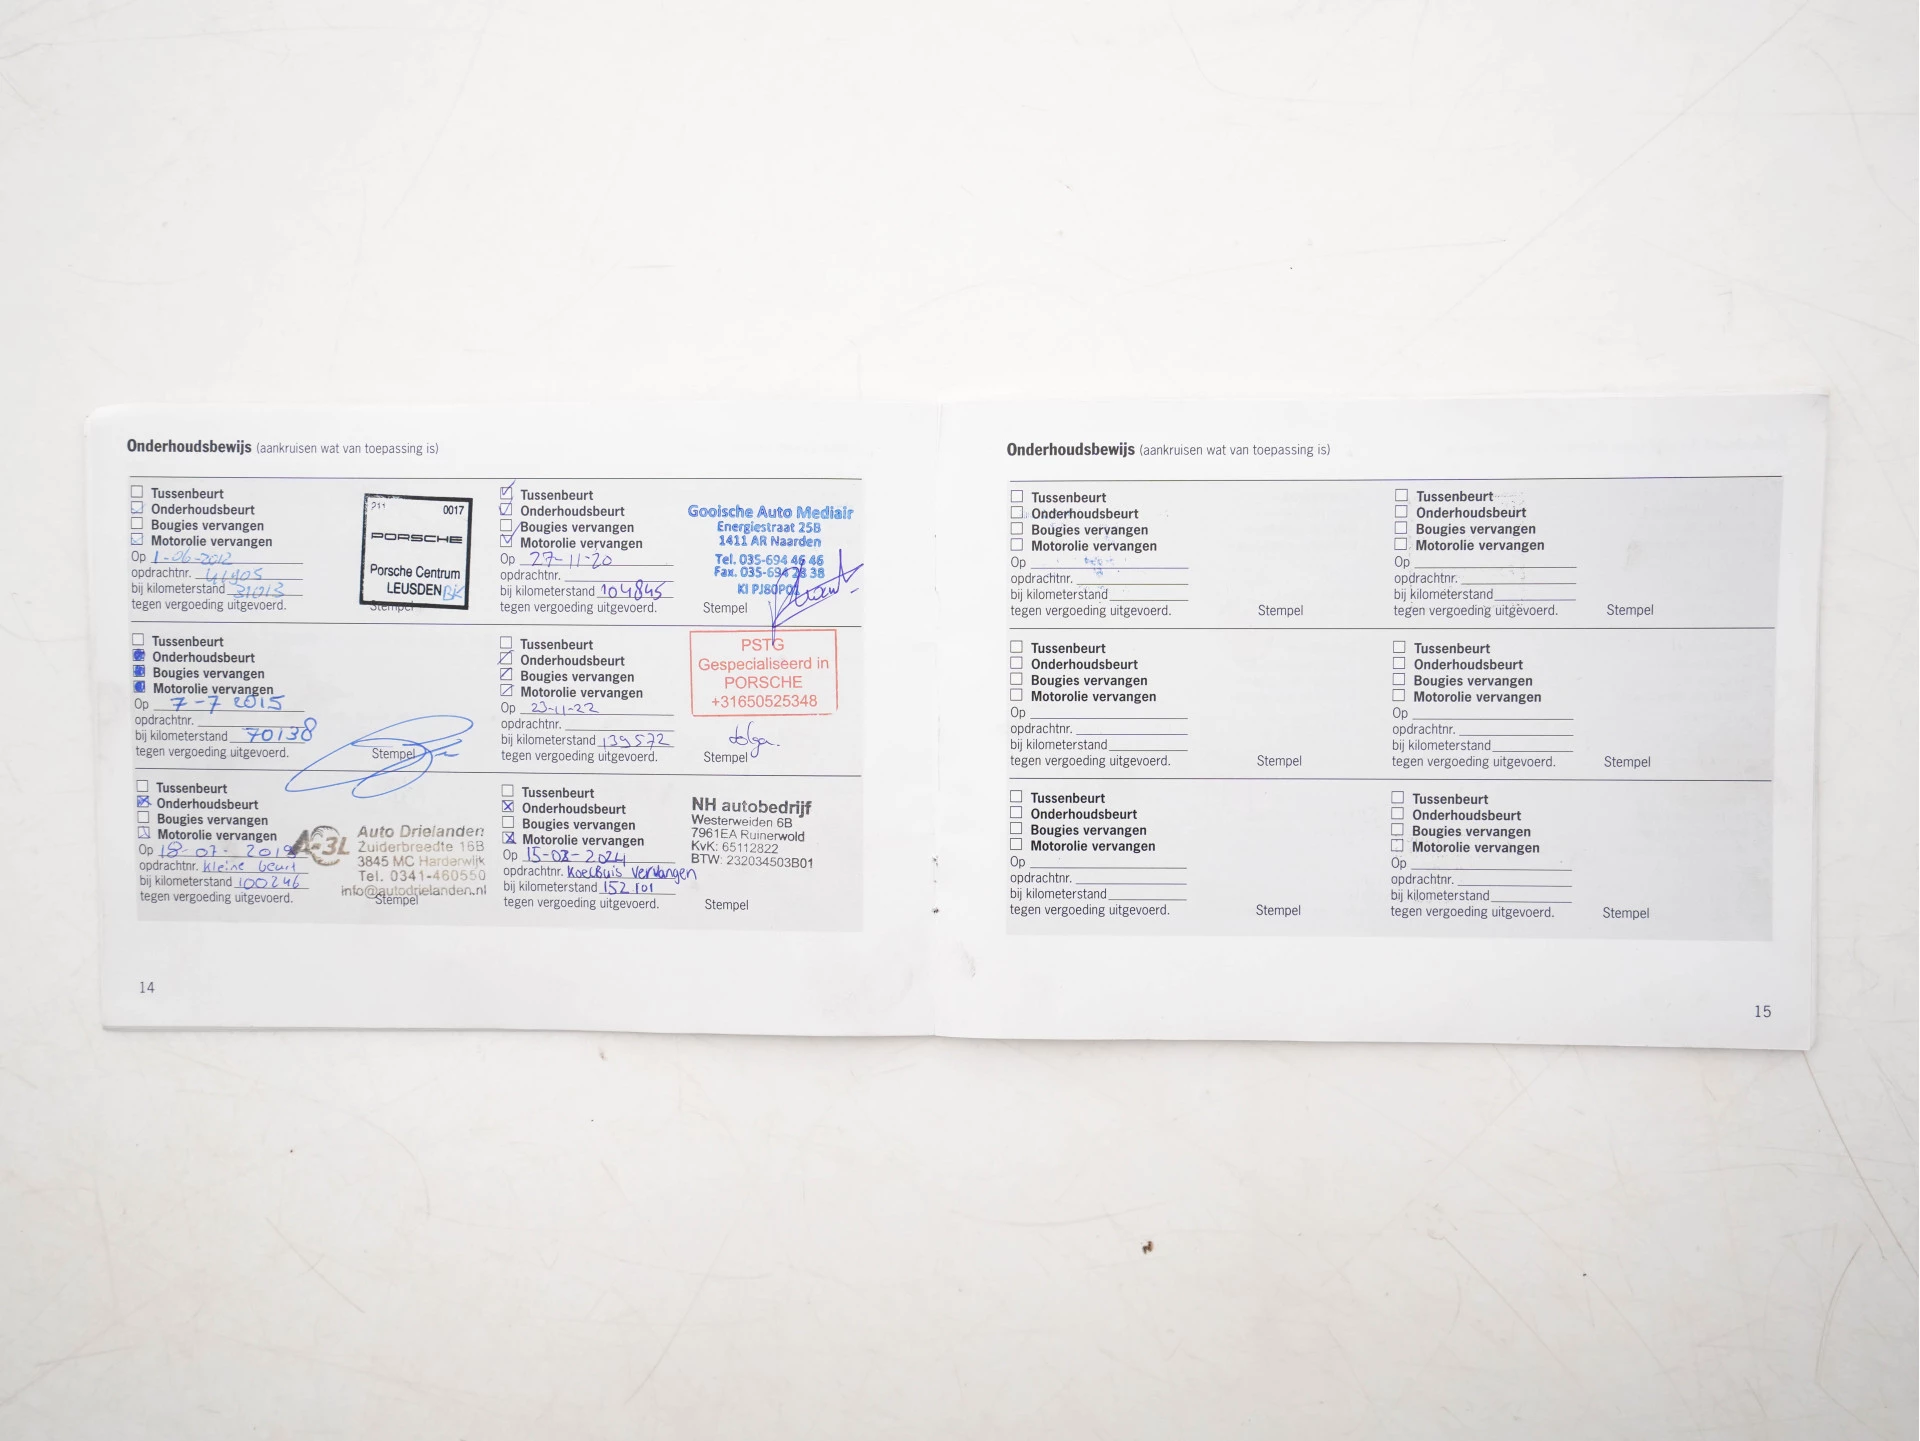 Onderhoudsbewijs (aankruisen wat van toepassing is)
Tussenbeurt
Onderhoudsbeurt
Bougies vervangen
Motorolie vervangen
Op 1-06-2012
opdrachtnr.
bij kilometerstand 31013
tegen vergoeding uitgevoerd.
211 0017
PORSCHE
Porsche Centrum
LEUSDEN
Stempel
Tussenbeurt
Onderhoudsbeurt
Bougies vervangen
Motorolie vervangen
Op 7-7 2015
opdrachtnr.
bij kilometerstand 70138
tegen vergoeding uitgevoerd.
Stempel
Tussenbeurt
Onderhoudsbeurt
Bougies vervangen
Motorolie vervangen
Op 18-07-2019
opdrachtnr. kleine beurt
bij kilometerstand 100246
tegen vergoeding uitgevoerd.
A-3L
Auto Drielanden
Zuiderbreedte 16B
3845 MC Harderwijk
Tel. 0341-460550
info@autodrielanden.nl
Stempel
Tussenbeurt
Onderhoudsbeurt
Bougies vervangen
Motorolie vervangen
Op 27-11-20
opdrachtnr.
bij kilometerstand 104845
tegen vergoeding uitgevoerd.
Gooische Auto Mediair
Energiestraat 25B
1411 AR Naarden
Tel. 035-694 46 46
Fax. 035-694 28 38
KI PJ80P01
Stempel
Tussenbeurt
Onderhoudsbeurt
Bougies vervangen
Motorolie vervangen
Op 23-11-22
opdrachtnr.
bij kilometerstand 139572
tegen vergoeding uitgevoerd.
PSTG
Gespecialiseerd in
PORSCHE
+31650525348
Stempel
Tussenbeurt
Onderhoudsbeurt
Bougies vervangen
Motorolie vervangen
Op 15-03-2024
opdrachtnr. Koelbuis vervangen
bij kilometerstand 152101
tegen vergoeding uitgevoerd.
NH autobedrijf
Westerweiden 6B
7961EA Ruinerwold
KvK: 65112822
BTW: 232034503B01
Stempel
14
Onderhoudsbewijs (aankruisen wat van toepassing is)
Tussenbeurt
Onderhoudsbeurt
Bougies vervangen
Motorolie vervangen
Op
opdrachtnr.
bij kilometerstand
tegen vergoeding uitgevoerd.
Stempel
Tussenbeurt
Onderhoudsbeurt
Bougies vervangen
Motorolie vervangen
Op
opdrachtnr.
bij kilometerstand
tegen vergoeding uitgevoerd.
Stempel
Tussenbeurt
Onderhoudsbeurt
Bougies vervangen
Motorolie vervangen
Op
opdrachtnr.
bij kilometerstand
tegen vergoeding uitgevoerd.
Stempel
Tussenbeurt
Onderhoudsbeurt
Bougies vervangen
Motorolie vervangen
Op
opdrachtnr.
bij kilometerstand
tegen vergoeding uitgevoerd.
Stempel
Tussenbeurt
Onderhoudsbeurt
Bougies vervangen
Motorolie vervangen
Op
opdrachtnr.
bij kilometerstand
tegen vergoeding uitgevoerd.
Stempel
Tussenbeurt
Onderhoudsbeurt
Bougies vervangen
Motorolie vervangen
Op
opdrachtnr.
bij kilometerstand
tegen vergoeding uitgevoerd.
Stempel
15